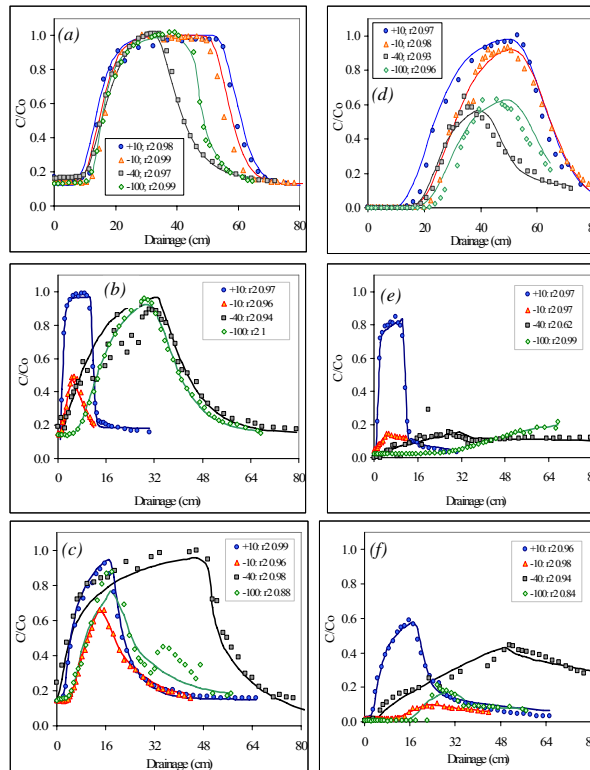 (a)
C/Co
1.0
0.8
0.6
0.4
0.2
0.0
+10; r2 0.98
-10; r2 0.99
-40; r2 0.97
-100; r2 0.99
0 20 40 60 80
Drainage (cm)
(d)
C/Co
1.0
0.8
0.6
0.4
0.2
0.0
+10; r2 0.97
-10; r2 0.98
-40; r2 0.93
-100; r2 0.96
0 20 40 60 80
Drainage (cm)
(b)
C/Co
1.0
0.8
0.6
0.4
0.2
0.0
+10: r2 0.97
-10: r2 0.96
-40: r2 0.94
-100: r2 1
0 20 40 60 80
Drainage (cm)
(e)
C/Co
1.0
0.8
0.6
0.4
0.2
0.0
+10: r2 0.97
-10: r2 0.97
-40: r2 0.62
-100: r2 0.99
0 20 40 60 80
Drainage (cm)
(c)
C/Co
1.0
0.8
0.6
0.4
0.2
0.0
+10: r2 0.99
-10: r2 0.96
-40: r2 0.98
-100: r2 0.88
0 16 32 48 64 80
Drainage (cm)
(f)
C/Co
1.0
0.8
0.6
0.4
0.2
0.0
+10: r2 0.96
-10: r2 0.98
-40: r2 0.94
-100: r2 0.84
0 16 32 48 64 80
Drainage (cm)